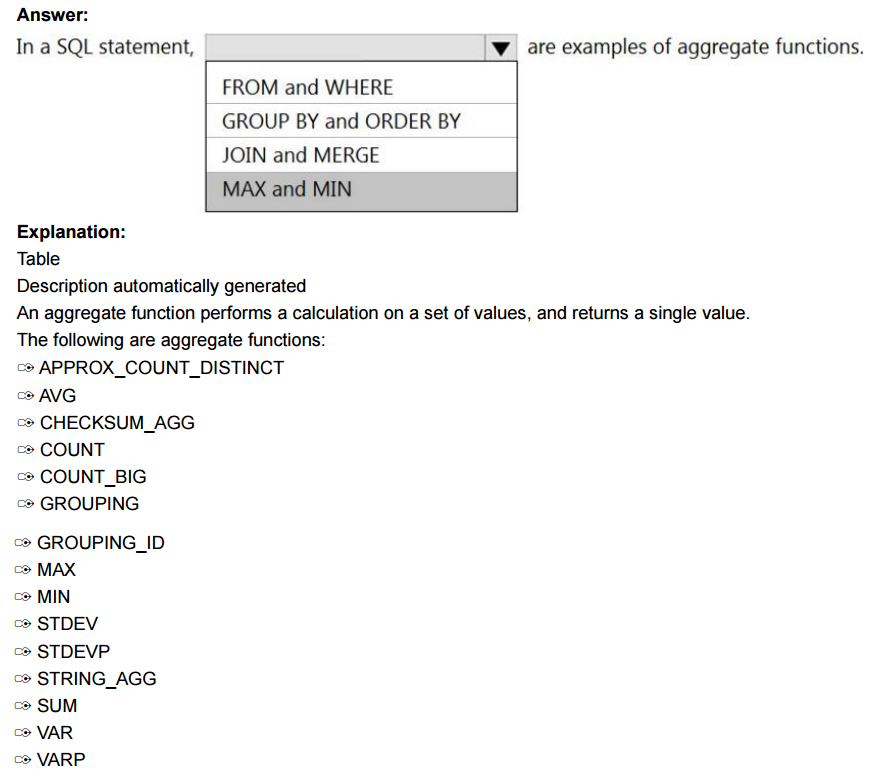 Answer:
In a SQL statement, are examples of aggregate functions.
FROM and WHERE
GROUP BY and ORDER BY
JOIN and MERGE
MAX and MIN
Explanation:
Table
Description automatically generated
An aggregate function performs a calculation on a set of values, and returns a single value.
The following are aggregate functions:
APPROX_COUNT_DISTINCT
AVG
CHECKSUM_AGG
COUNT
COUNT_BIG
GROUPING
GROUPING_ID
MAX
MIN
STDEV
STDEVP
STRING_AGG
SUM
VAR
VARP